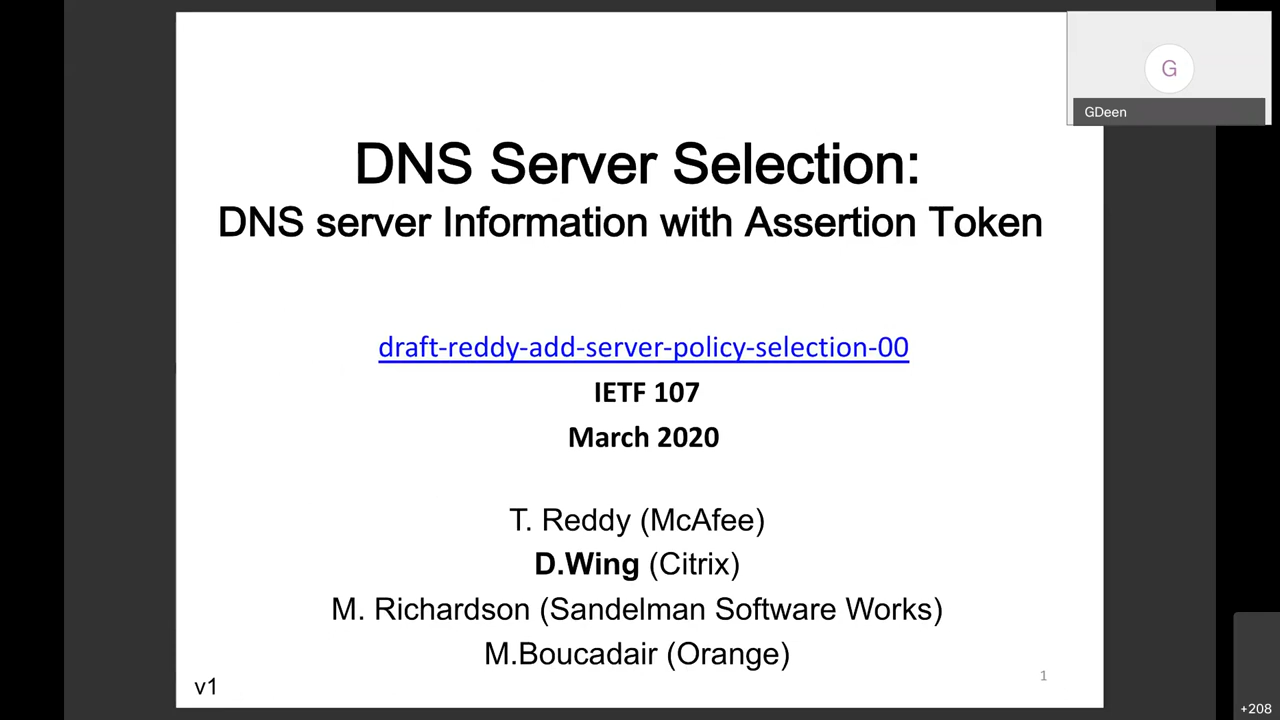 G
GDeen
DNS Server Selection:
DNS server Information with Assertion Token
draft-reddy-add-server-policy-selection-00
IETF 107
March 2020
T. Reddy (McAfee)
D.Wing (Citrix)
M. Richardson (Sandelman Software Works)
M.Boucadair (Orange)
1
v1
+208